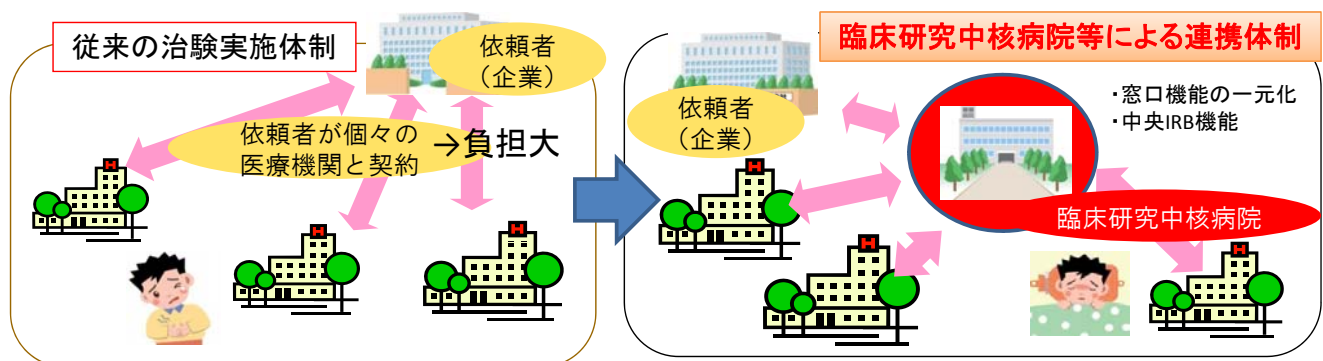 従来の治験実施体制
依頼者
（企業）
依頼者が個々の
医療機関と契約
→負担大
H
H
H
臨床研究中核病院等による連携体制
依頼者
（企業）
・窓口機能の一元化
・中央IRB機能
臨床研究中核病院
H
H
H